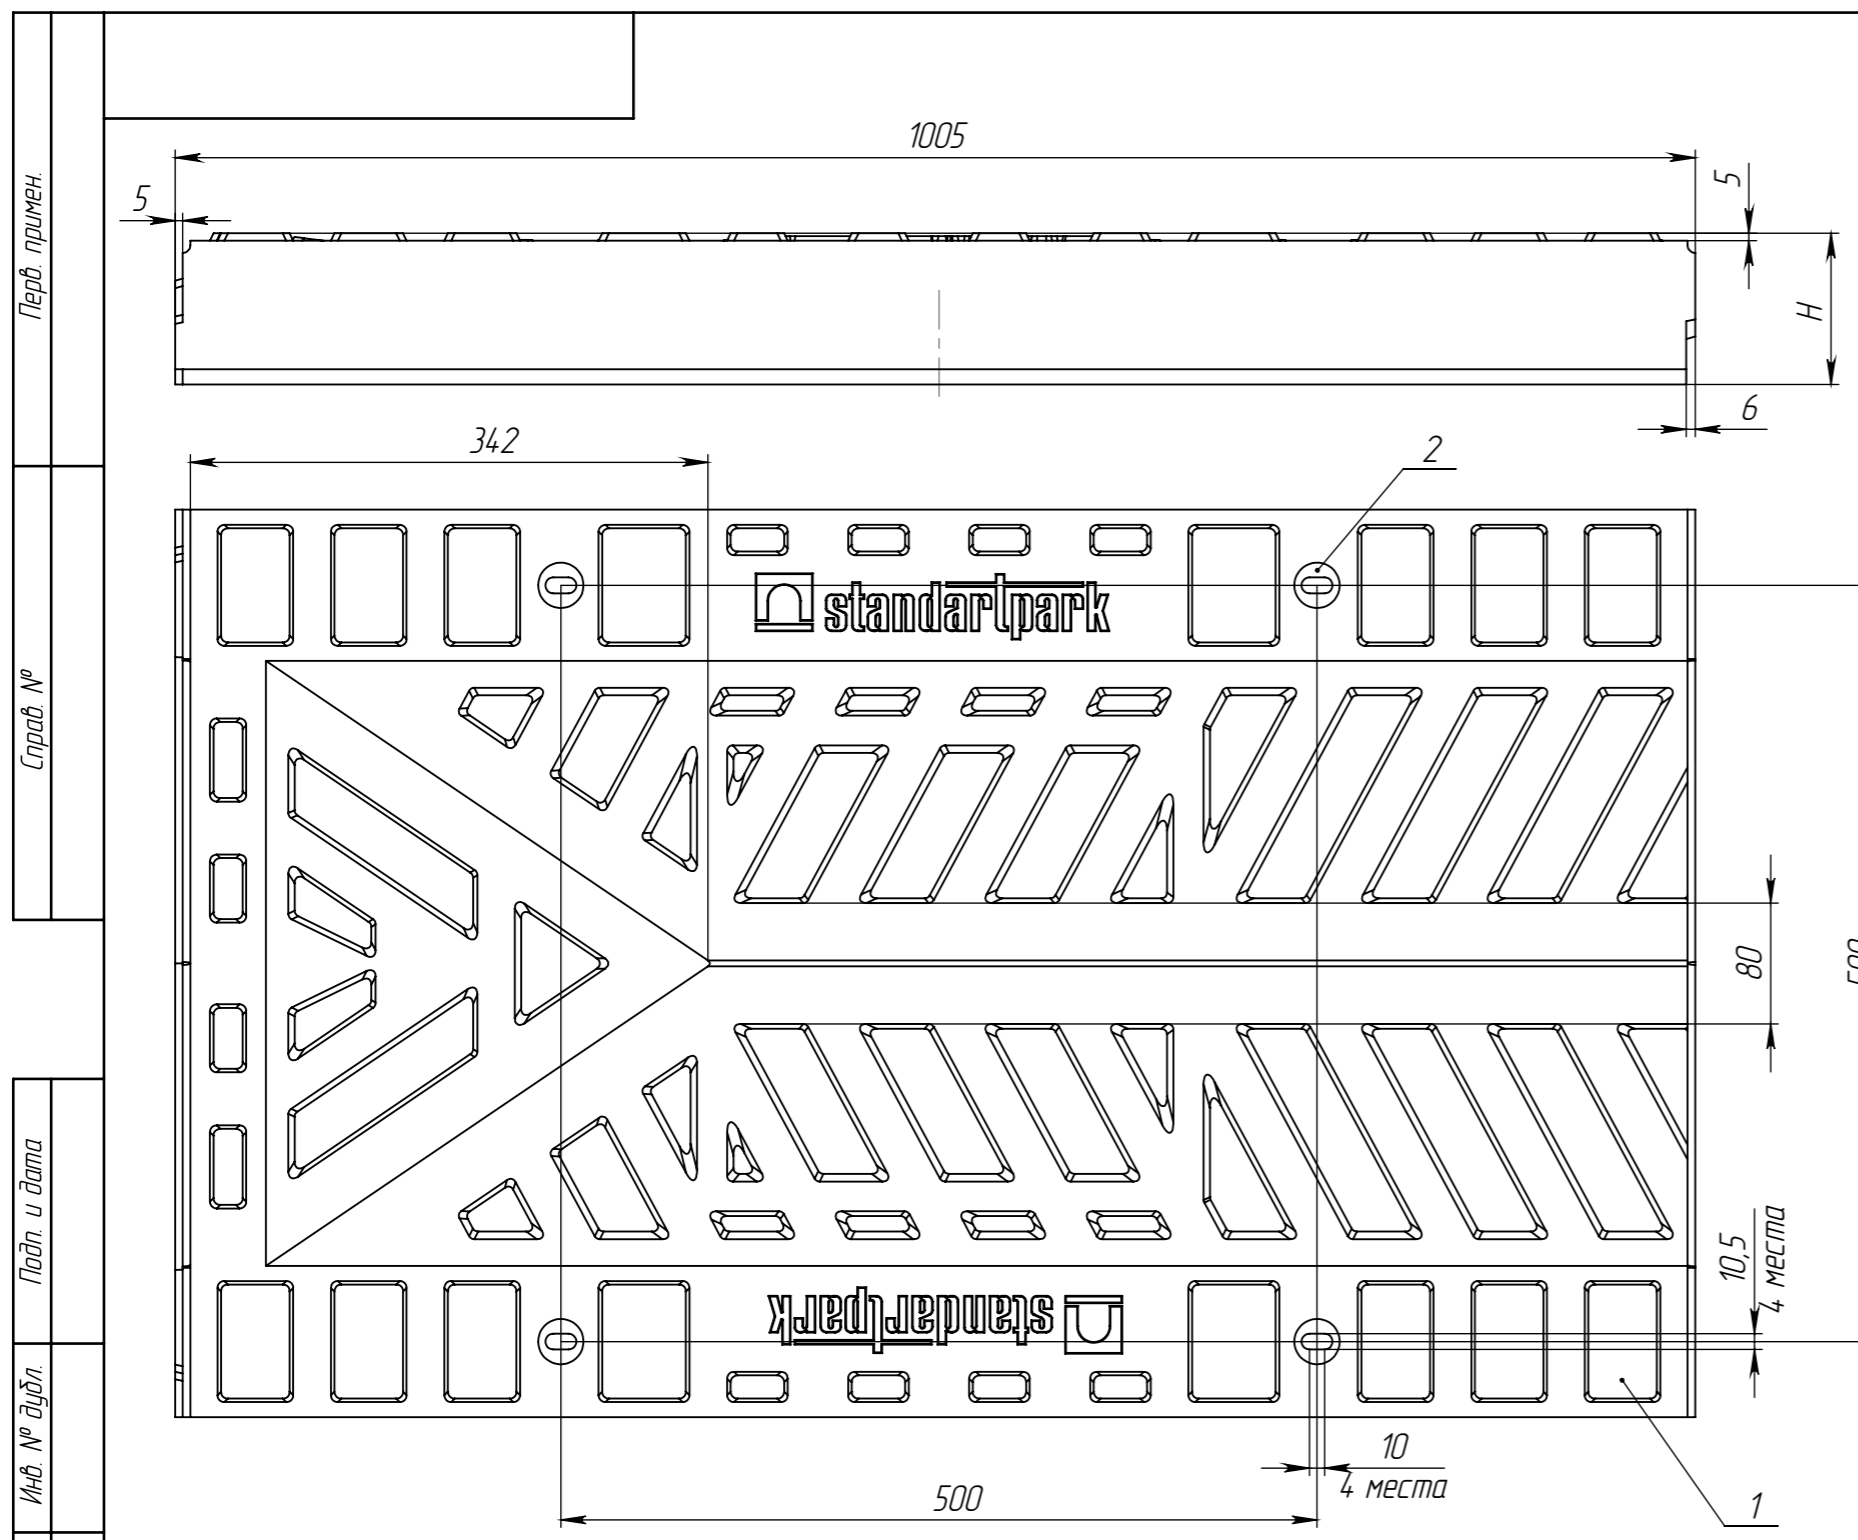 1005
5
5
H
6
342
2
standartpark
80
10,5
4 места
standartpark
10
4 места
500
1
Перв. примен.
Справ. №
Подп. и дата
Инв. № дубл.